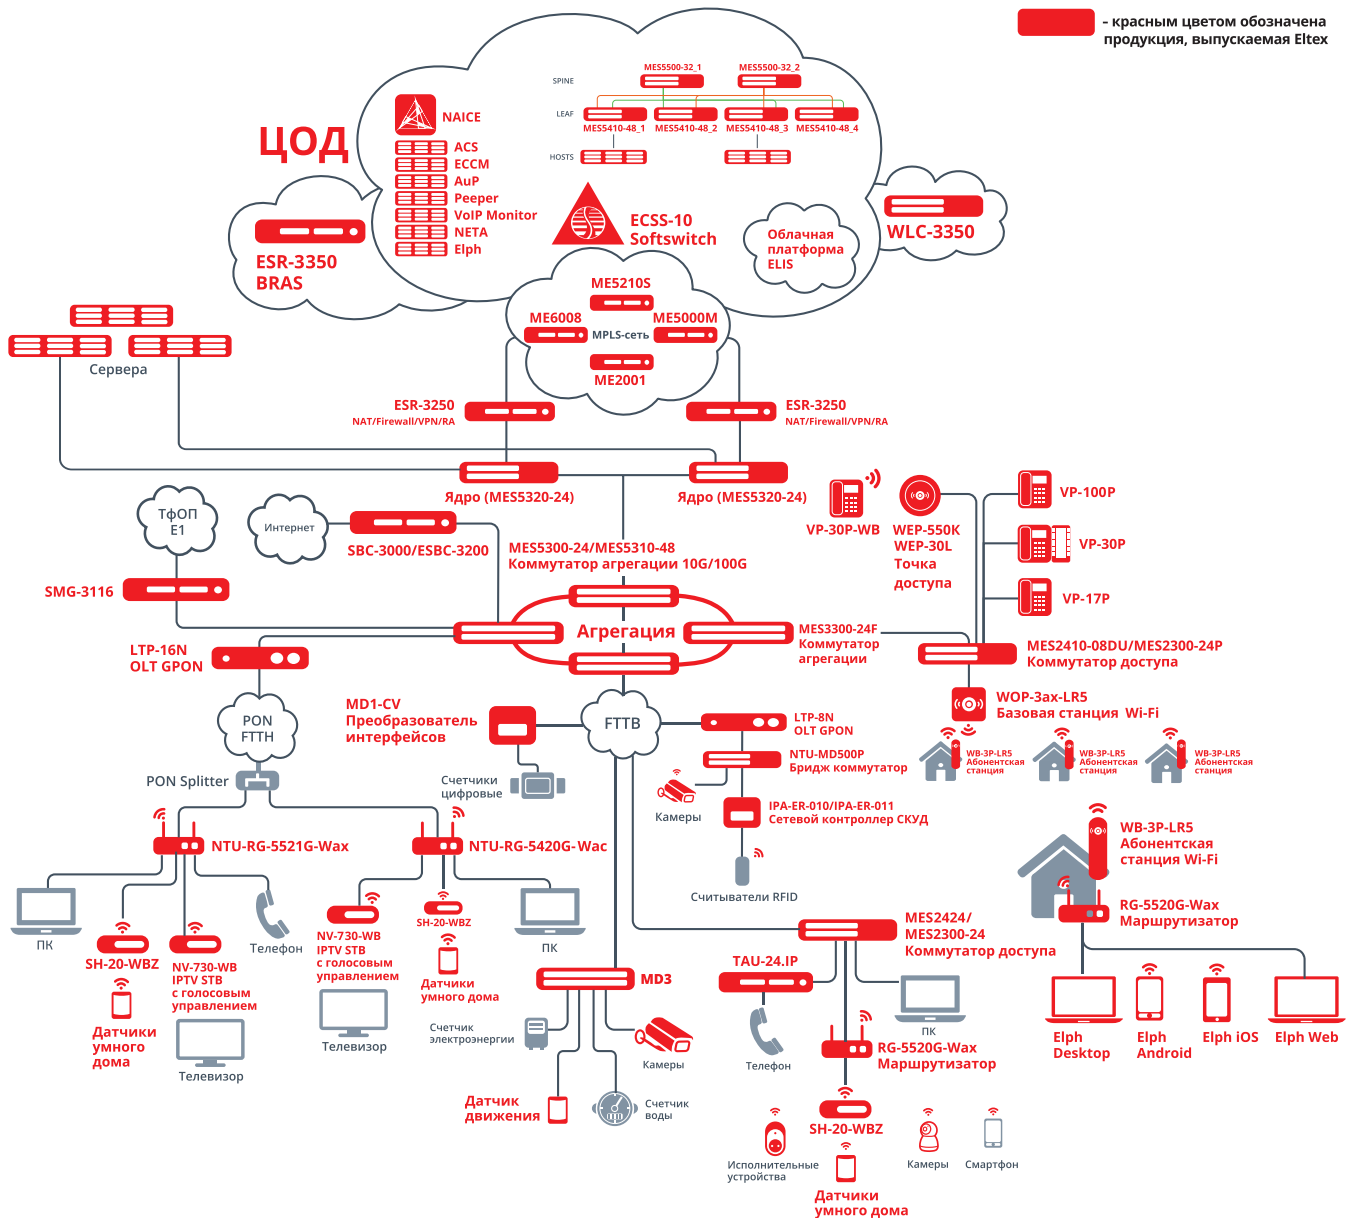 - красным цветом обозначена
продукция, выпускаемая Eltex
ЦОД
NAICE
ACS
ECCM
AuP
Peeper
VoIP Monitor
NETA
Elph
SPINE
MES5500-32_1
MES5500-32_2
LEAF
MES5410-48_1
MES5410-48_2
MES5410-48_3
MES5410-48_4
HOSTS
ECSS-10
Softswitch
Облачная
платформа
ELIS
WLC-3350
ESR-3350
BRAS
ME5210S
ME6008
MPLS-сеть
ME5000M
ME2001
Сервера
ESR-3250
NAT/Firewall/VPN/RA
ESR-3250
NAT/Firewall/VPN/RA
Ядро (MES5320-24)
Ядро (MES5320-24)
ТфОП
E1
Интернет
SBC-3000/ESBC-3200
MES5300-24/MES5310-48
Коммутатор агрегации 10G/100G
SMG-3116
Агрегация
MES3300-24F
Коммутатор
агрегации
VP-30P-WB
WEP-550K
WEP-30L
Точка
доступа
VP-100P
VP-30P
VP-17P
MES2410-08DU/MES2300-24P
Коммутатор доступа
WOP-3ax-LR5
Базовая станция Wi-Fi
WB-3P-LR5
Абонентская
станция
WB-3P-LR5
Абонентская
станция
WB-3P-LR5
Абонентская
станция
LTP-16N
OLT GPON
PON
FTTH
PON Splitter
MD1-CV
Преобразователь
интерфейсов
Счетчики
цифровые
FTTB
LTP-8N
OLT GPON
NTU-MD500P
Бридж коммутатор
Камеры
IPA-ER-010/IPA-ER-011
Сетевой контроллер СКУД
Считыватели RFID
NTU-RG-5521G-Wax
NTU-RG-5420G-Wac
ПК
SH-20-WBZ
Датчики
умного
дома
NV-730-WB
IPTV STB
с голосовым
управлением
Телевизор
Телефон
NV-730-WB
IPTV STB
с голосовым
управлением
Телевизор
SH-20-WBZ
Датчики
умного дома
ПК
MD3
Счетчик
электроэнергии
Датчик
движения
Счетчик
воды
Камеры
MES2424/
MES2300-24
Коммутатор доступа
TAU-24.IP
Телефон
ПК
RG-5520G-Wax
Маршрутизатор
SH-20-WBZ
Исполнительные
устройства
Датчики
умного дома
Камеры
Смартфон
WB-3P-LR5
Абонентская
станция Wi-Fi
RG-5520G-Wax
Маршрутизатор
Elph
Desktop
Elph
Android
Elph iOS
Elph Web